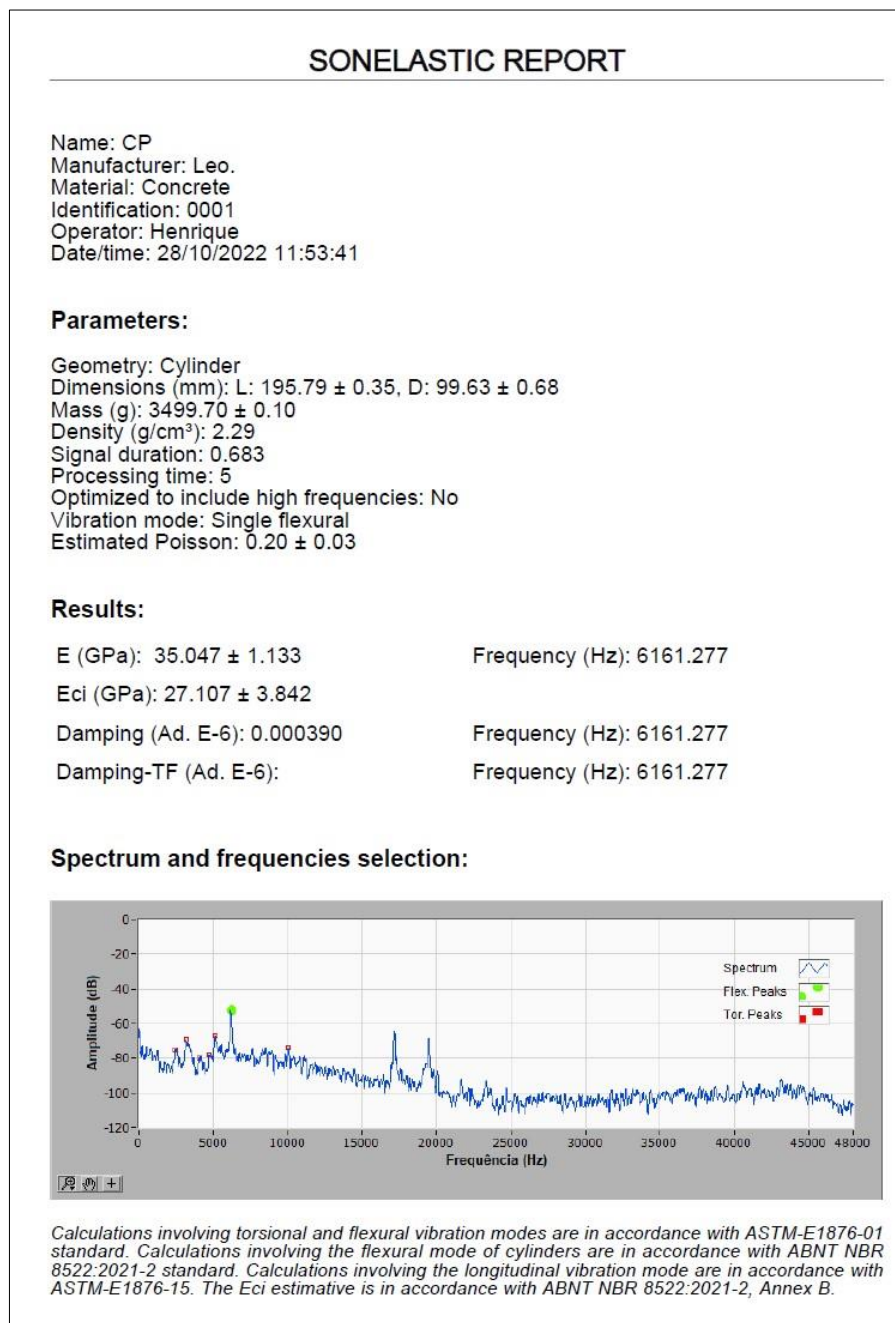 SONELASTIC REPORT
Name: CP
Manufacturer: Leo.
Material: Concrete
Identification: 0001
Operator: Henrique
Date/time: 28/10/2022 11:53:41
Parameters:
Geometry: Cylinder
Dimensions (mm): L: 195.79 ± 0.35, D: 99.63 ± 0.68
Mass (g): 3499.70 ± 0.10
Density (g/cm³): 2.29
Signal duration: 0.683
Processing time: 5
Optimized to include high frequencies: No
Vibration mode: Single flexural
Estimated Poisson: 0.20 ± 0.03
Results:
E (GPa): 35.047 ± 1.133 Frequency (Hz): 6161.277
Eci (GPa): 27.107 ± 3.842
Damping (Ad. E-6): 0.000390 Frequency (Hz): 6161.277
Damping-TF (Ad. E-6): Frequency (Hz): 6161.277
Spectrum and frequencies selection:
Amplitude (dB)
0
-20
-40
-60
-80
-100
-120
Spectrum
Flex. Peaks
Tor. Peaks
0 5000 10000 15000 20000 25000 30000 35000 40000 45000 48000
Frequência (Hz)
Calculations involving torsional and flexural vibration modes are in accordance with ASTM-E1876-01
standard. Calculations involving the flexural mode of cylinders are in accordance with ABNT NBR
8522:2021-2 standard. Calculations involving the longitudinal vibration mode are in accordance with
ASTM-E1876-15. The Eci estimative is in accordance with ABNT NBR 8522:2021-2, Annex B.